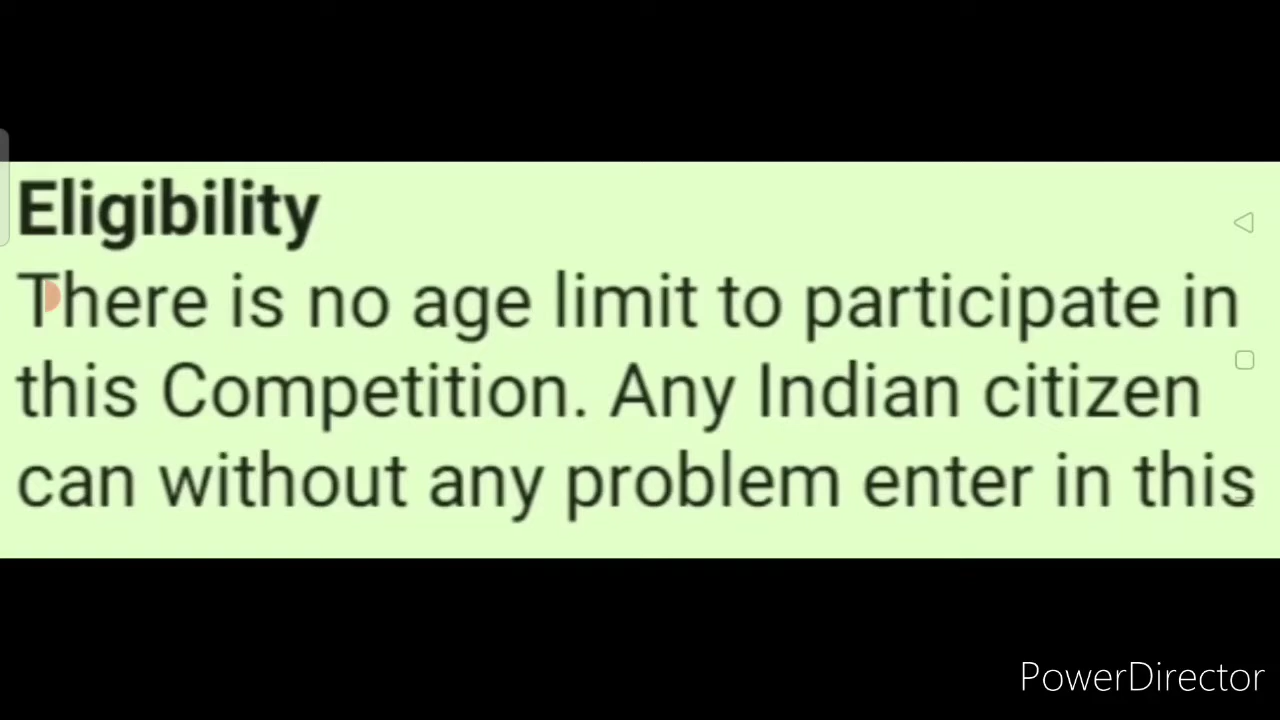 Eligibility
There is no age limit to participate in
this Competition. Any Indian citizen
can without any problem enter in this
PowerDirector